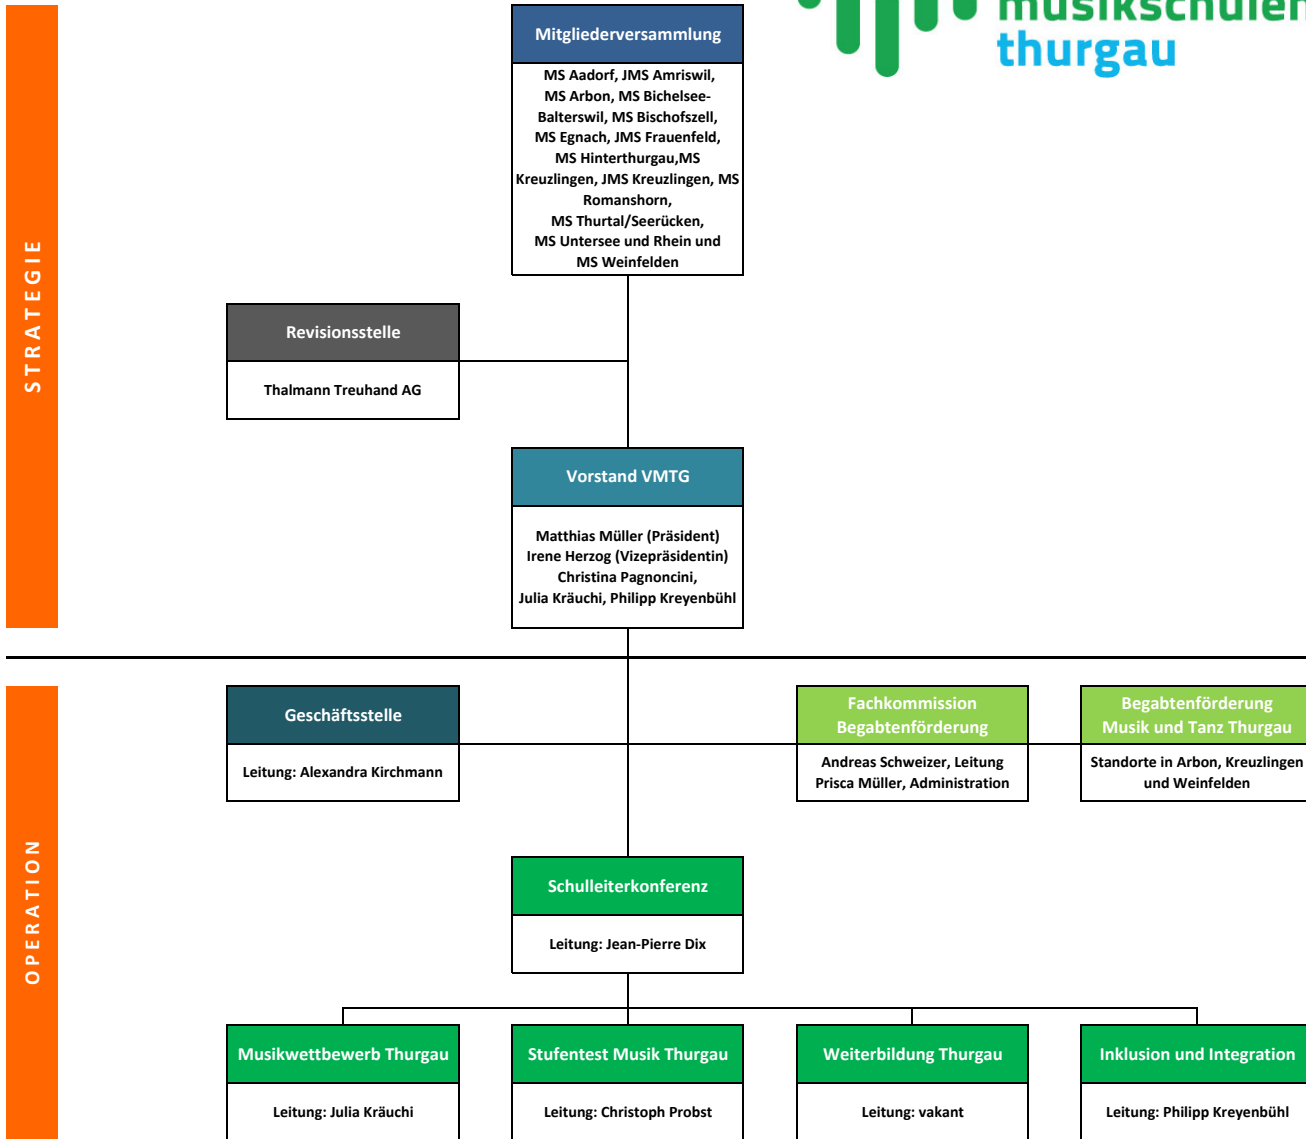 musikschulen
thurgau
STRATEGIE
Mitgliederversammlung
MS Aadorf, JMS Amriswil,
MS Arbon, MS Bichelsee-
Balterswil, MS Bischofszell,
MS Egnach, JMS Frauenfeld,
MS Hinterthurgau,MS
Kreuzlingen, JMS Kreuzlingen, MS
Romanshorn,
MS Thurtal/Seerücken,
MS Untersee und Rhein und
MS Weinfelden
Revisionsstelle
Thalmann Treuhand AG
Vorstand VMTG
Matthias Müller (Präsident)
Irene Herzog (Vizepräsidentin)
Christina Pagnoncini,
Julia Kräuchi, Philipp Kreyenbühl
OPERATION
Geschäftsstelle
Leitung: Alexandra Kirchmann
Fachkommission
Begabtenförderung
Andreas Schweizer, Leitung
Prisca Müller, Administration
Begabtenförderung
Musik und Tanz Thurgau
Standorte in Arbon, Kreuzlingen
und Weinfelden
Schulleiterkonferenz
Leitung: Jean-Pierre Dix
Musikwettbewerb Thurgau
Leitung: Julia Kräuchi
Stufentest Musik Thurgau
Leitung: Christoph Probst
Weiterbildung Thurgau
Leitung: vakant
Inklusion und Integration
Leitung: Philipp Kreyenbühl